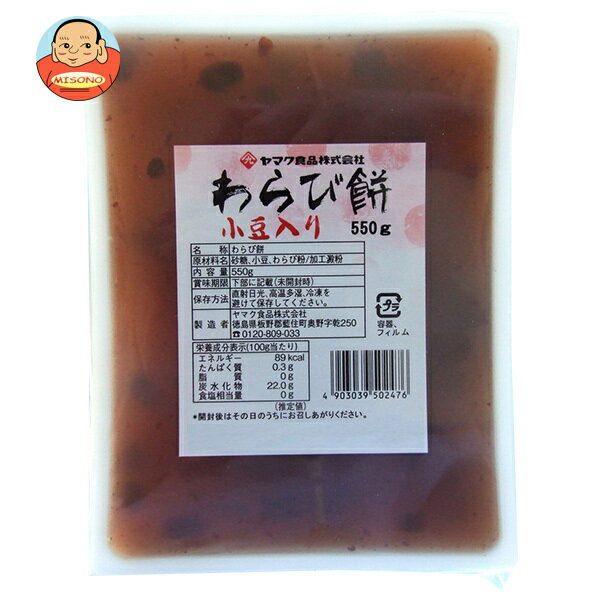 MISONO
ヤマク食品株式会社
わらび餅
小豆入り 550g
名 称 わらび餅
原材料名 砂糖、小豆、わらび粉/加工澱粉
内容量 550g
賞味期限 下部に記載(未開封時)
保存方法 直射日光、高温多湿、冷凍を
避けて保存してください。
製造者 ヤマク食品株式会社
徳島県板野郡藍住町奥野字乾250
☎0120-809-033
プラ
容器、
フィルム
栄養成分表示(100g当たり)
エネルギー 89kcal
たんぱく質 0.3g
脂質 0g
炭水化物 22.0g
食塩相当量 0g
(推定値)
4 903039 502476
*開封後はその日のうちにお召しあがりください。